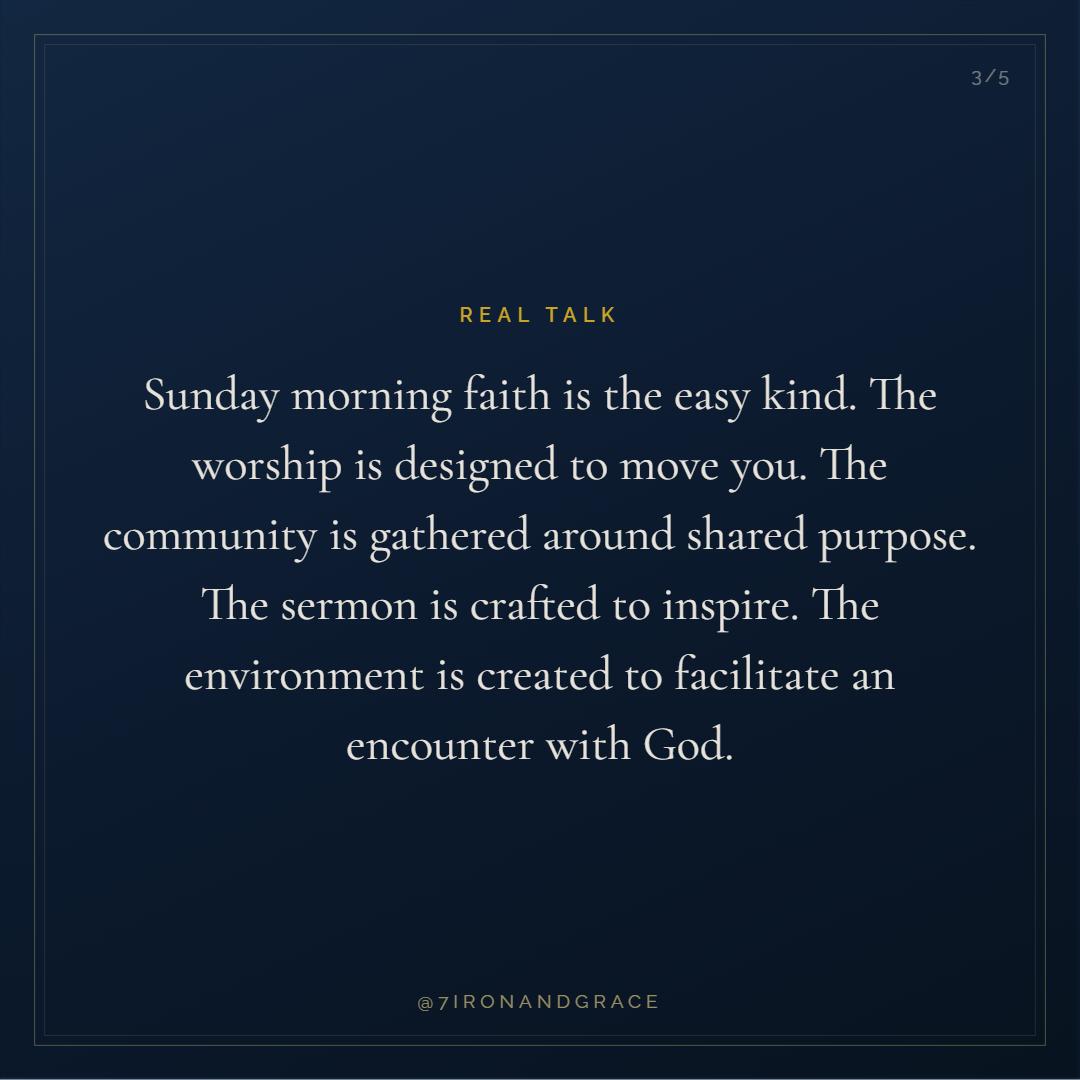 3/5
REAL TALK
Sunday morning faith is the easy kind. The
worship is designed to move you. The
community is gathered around shared purpose.
The sermon is crafted to inspire. The
environment is created to facilitate an
encounter with God.
@7IRONANDGRACE